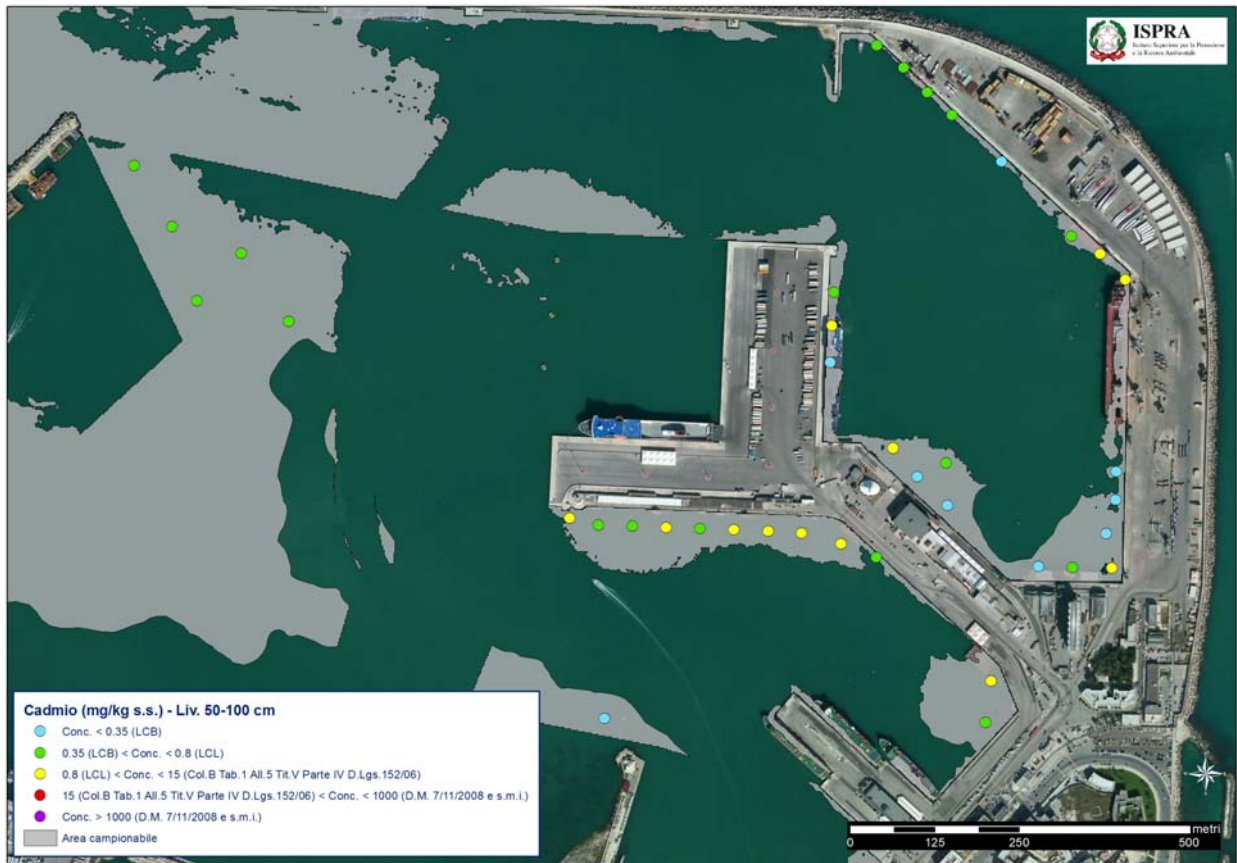 ISPRA
Istituto Superiore per la Protezione
e la Ricerca Ambientale
Cadmio (mg/kg s.s.) - Liv. 50-100 cm
Conc. < 0.35 (LCB)
0.35 (LCB) < Conc. < 0.8 (LCL)
0.8 (LCL) < Conc. < 15 (Col.B Tab.1 All.5 Tit.V Parte IV D.Lgs.152/06)
15 (Col.B Tab.1 All.5 Tit.V Parte IV D.Lgs.152/06) < Conc. < 1000 (D.M. 7/11/2008 e s.m.i.)
Conc. > 1000 (D.M. 7/11/2008 e s.m.i.)
Area campionabile
metri
0 125 250 500